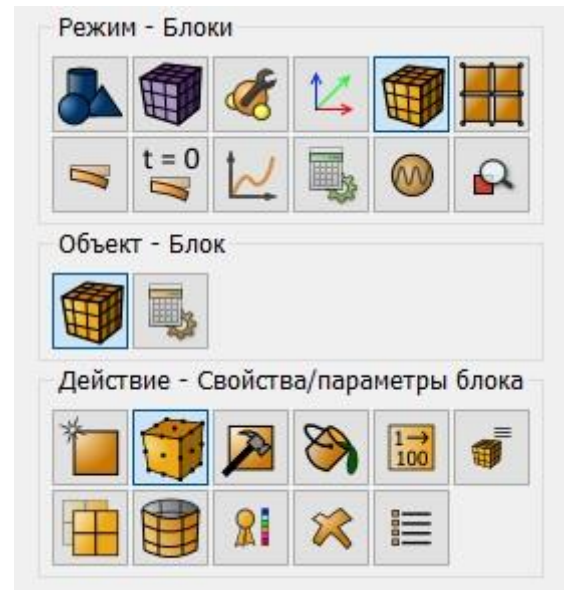 Режим - Блоки
t = 0
Объект - Блок
Действие - Свойства/параметры блока
1→
100